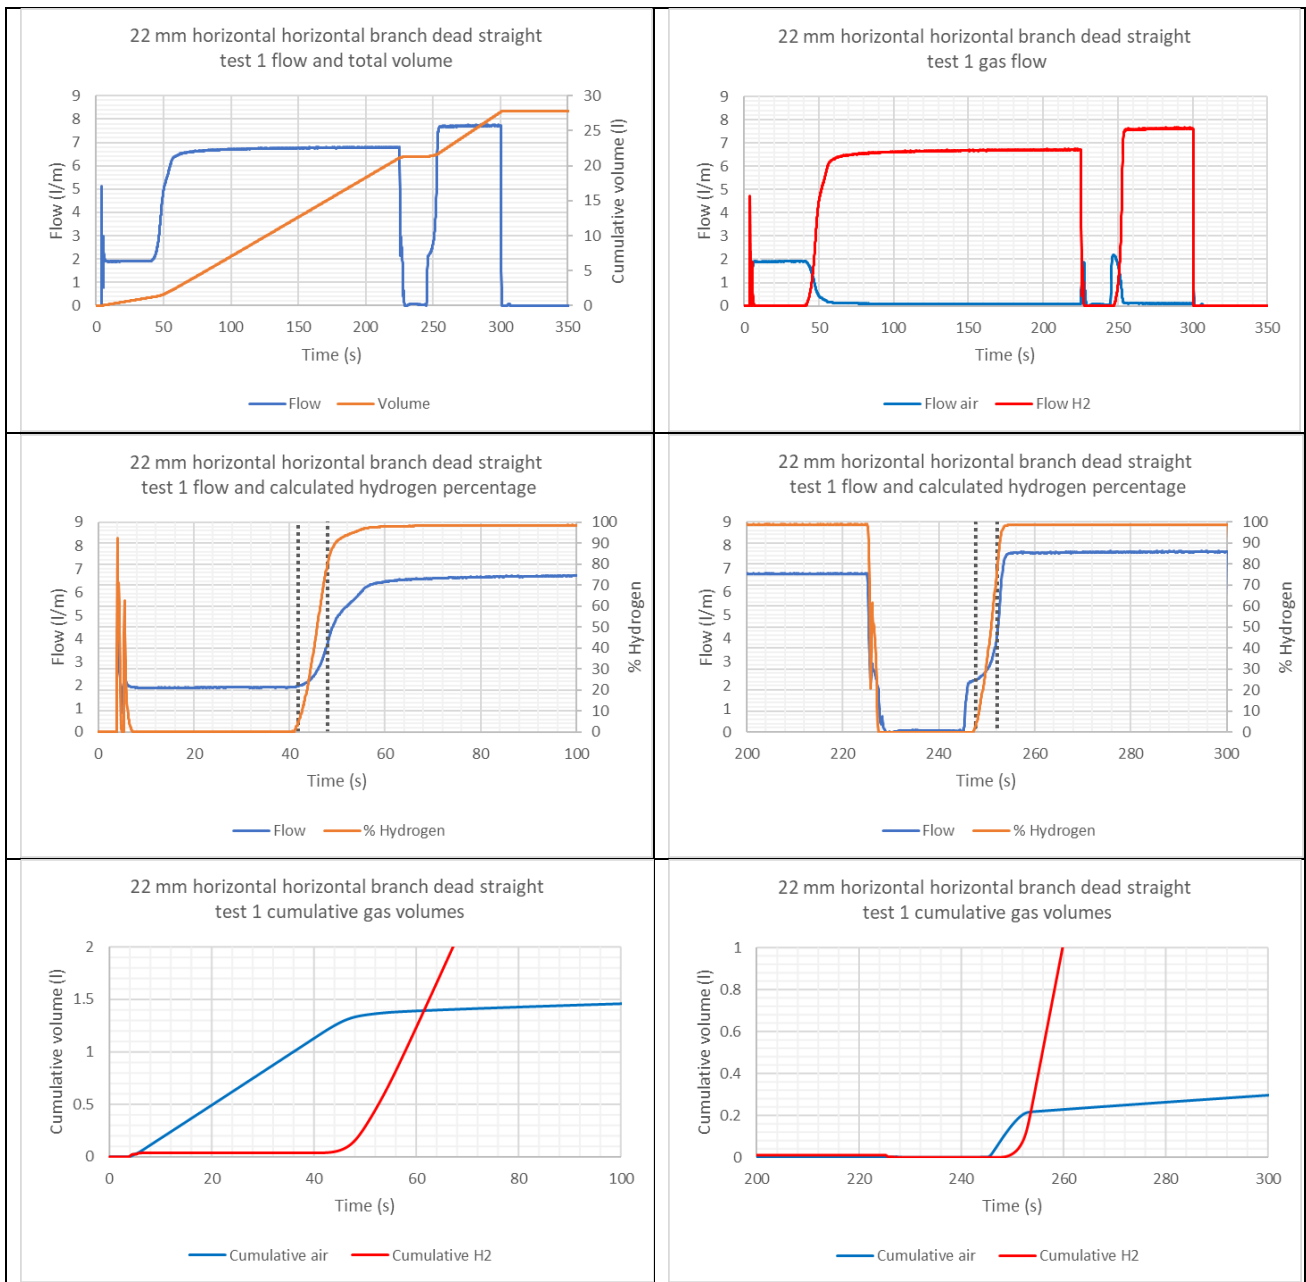 22 mm horizontal horizontal branch dead straight
test 1 flow and total volume
9
8
7
6
5
4
3
2
1
0
Flow (l/m)
30
25
20
15
10
5
0
Cumulative volume (l)
0 50 100 150 200 250 300 350
Time (s)
Flow Volume
22 mm horizontal horizontal branch dead straight
test 1 gas flow
9
8
7
6
5
4
3
2
1
0
Flow (l/m)
0 50 100 150 200 250 300 350
Time (s)
Flow air Flow H2
22 mm horizontal horizontal branch dead straight
test 1 flow and calculated hydrogen percentage
9
8
7
6
5
4
3
2
1
0
Flow (l/m)
100
90
80
70
60
50
40
30
20
10
0
% Hydrogen
0 20 40 60 80 100
Time (s)
Flow % Hydrogen
22 mm horizontal horizontal branch dead straight
test 1 flow and calculated hydrogen percentage
9
8
7
6
5
4
3
2
1
0
Flow (l/m)
100
90
80
70
60
50
40
30
20
10
0
% Hydrogen
200 220 240 260 280 300
Time (s)
Flow % Hydrogen
22 mm horizontal horizontal branch dead straight
test 1 cumulative gas volumes
2
1.5
1
0.5
0
Cumulative volume (l)
0 20 40 60 80 100
Time (s)
Cumulative air Cumulative H2
22 mm horizontal horizontal branch dead straight
test 1 cumulative gas volumes
1
0.8
0.6
0.4
0.2
0
Cumulative volume (l)
200 220 240 260 280 300
Time (s)
Cumulative air Cumulative H2